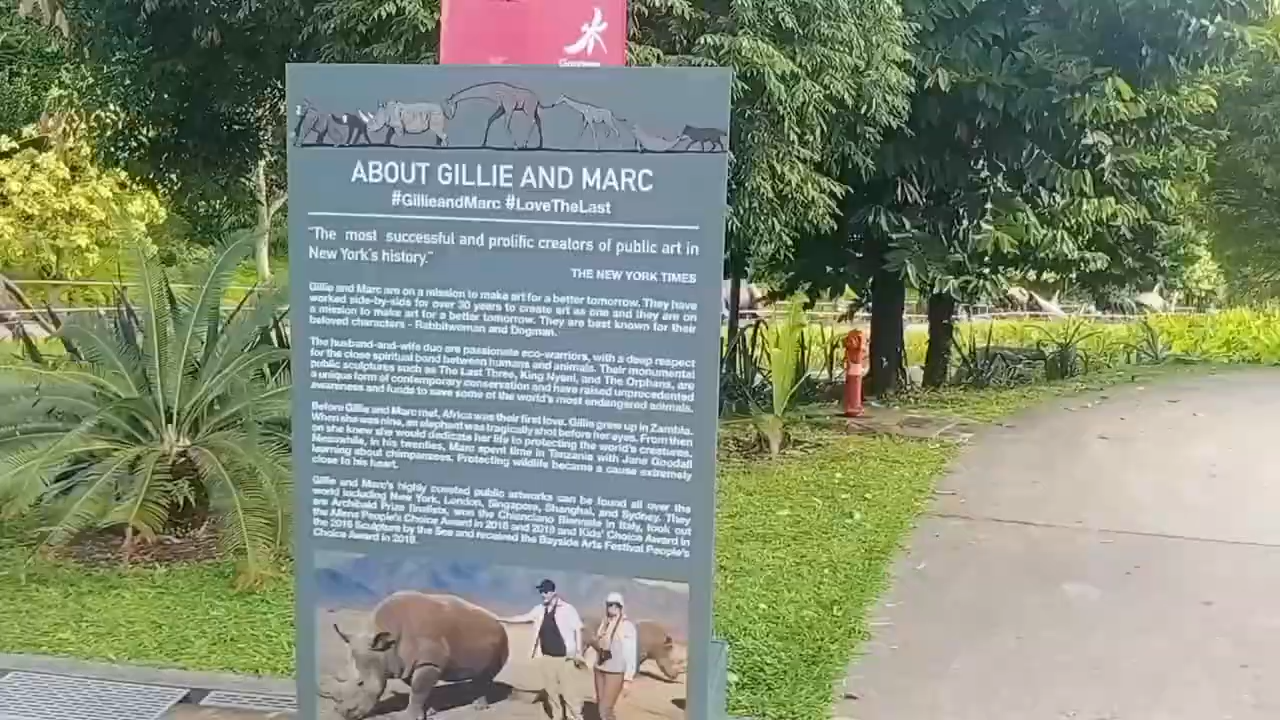 Gardens
ABOUT GILLIE AND MARC
#GillieandMarc #LoveTheLast
"The most successful and prolific creators of public art in
New York's history."
THE NEW YORK TIMES
Gillie and Marc are on a mission to make art for a better tomorrow. They have
worked side-by-side for over 30 years to create art as one and they are on
a mission to make art for a better tomorrow. They are best known for their
beloved characters - Rabbitwoman and Dogman.
The husband-and-wife duo are passionate eco-warriors, with a deep respect
for the close spiritual bond between humans and animals. Their monumental
public sculptures such as The Last Three, King Nyani, and The Orphans, are
a unique form of contemporary conservation and have raised unprecedented
awareness and funds to save some of the world's most endangered animals.
Before Gillie and Marc met, Africa was their first love. Gillie grew up in Zambia.
When she was nine, an elephant was tragically shot before her eyes. From then
on she knew she would dedicate her life to protecting the world's creatures.
Meanwhile, in his twenties, Marc spent time in Tanzania with Jane Goodall
learning about chimpanzees. Protecting wildlife became a cause extremely
close to his heart.
Gillie and Marc's highly coveted public artworks can be found all over the
world including New York, London, Singapore, Shanghai, and Sydney. They
are Archibald Prize finalists, won the Chianciano Biennale in Italy, took out
the Allens People's Choice Award in 2016 and 2018 and Kids' Choice Award in
the 2016 Sculpture by the Sea and received the Bayside Arts Festival People's
Choice Award in 2019.